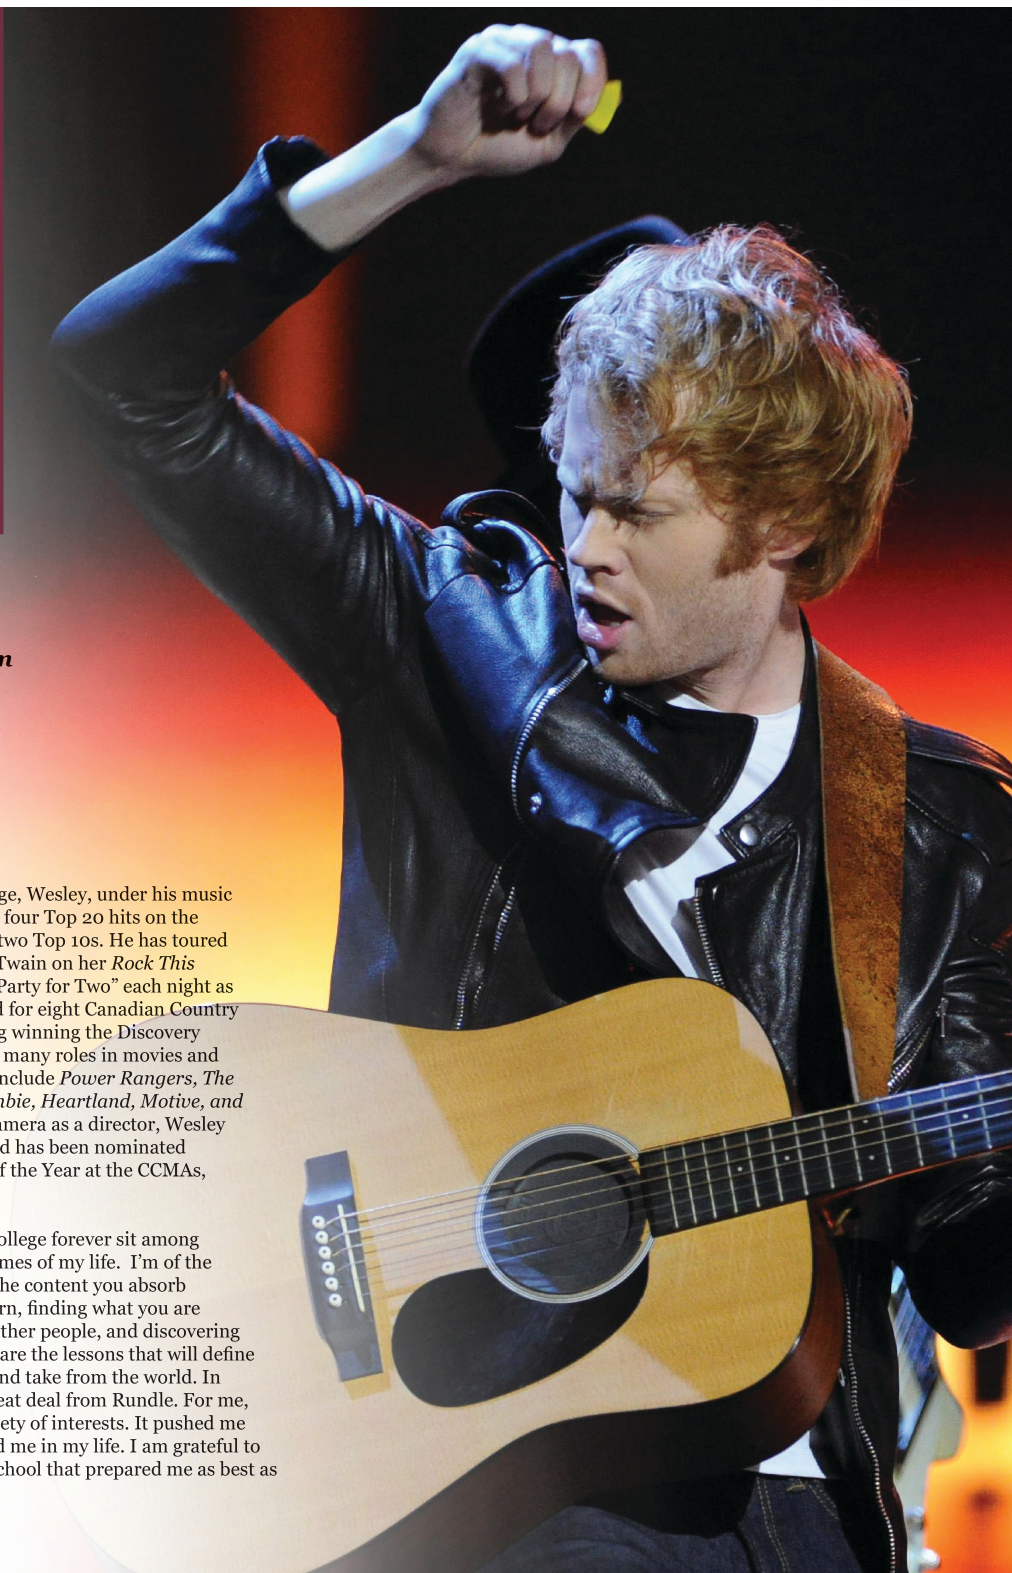 n
ge, Wesley, under his music
four Top 20 hits on the
two Top 10s. He has toured
Twain on her Rock This
Party for Two” each night as
d for eight Canadian Country
g winning the Discovery
many roles in movies and
nclude Power Rangers, The
mbie, Heartland, Motive, and
amera as a director, Wesley
d has been nominated
f the Year at the CCMAs,
ollege forever sit among
mes of my life. I’m of the
he content you absorb
rn, finding what you are
ther people, and discovering
are the lessons that will define
nd take from the world. In
eat deal from Rundle. For me,
iety of interests. It pushed me
d me in my life. I am grateful to
chool that prepared me as best as